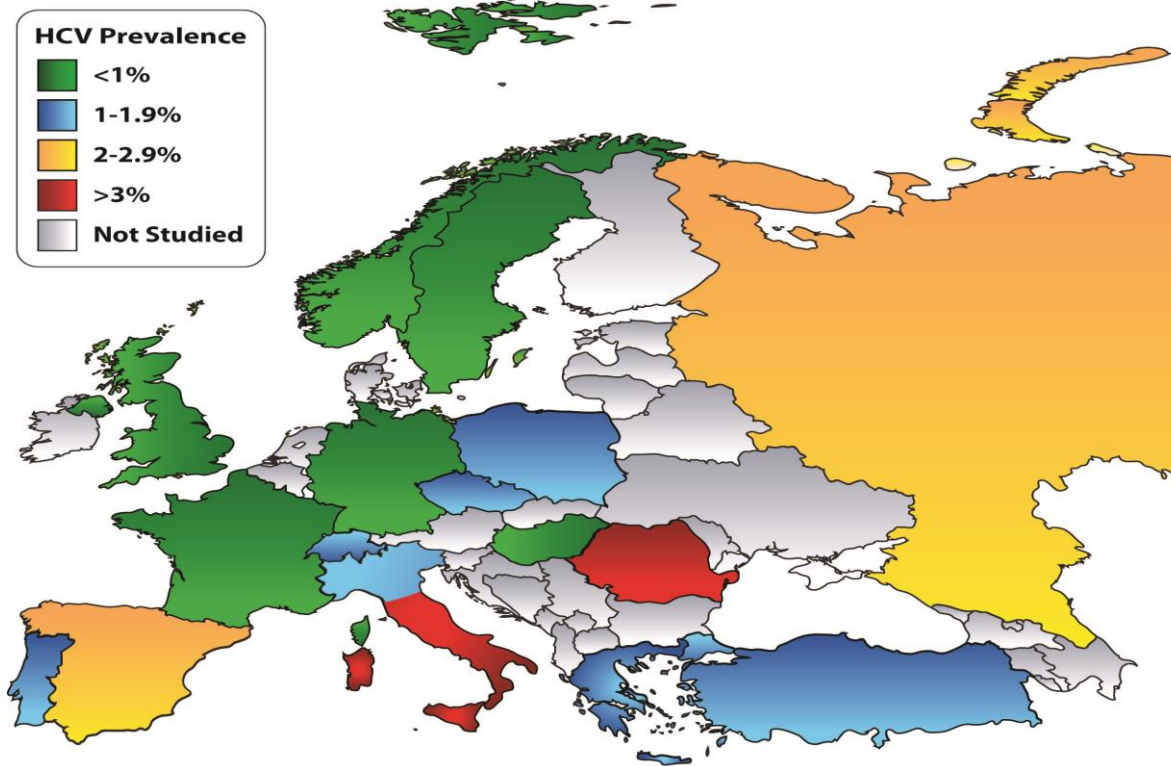 HCV Prevalence
<1%
1-1.9%
2-2.9%
>3%
Not Studied